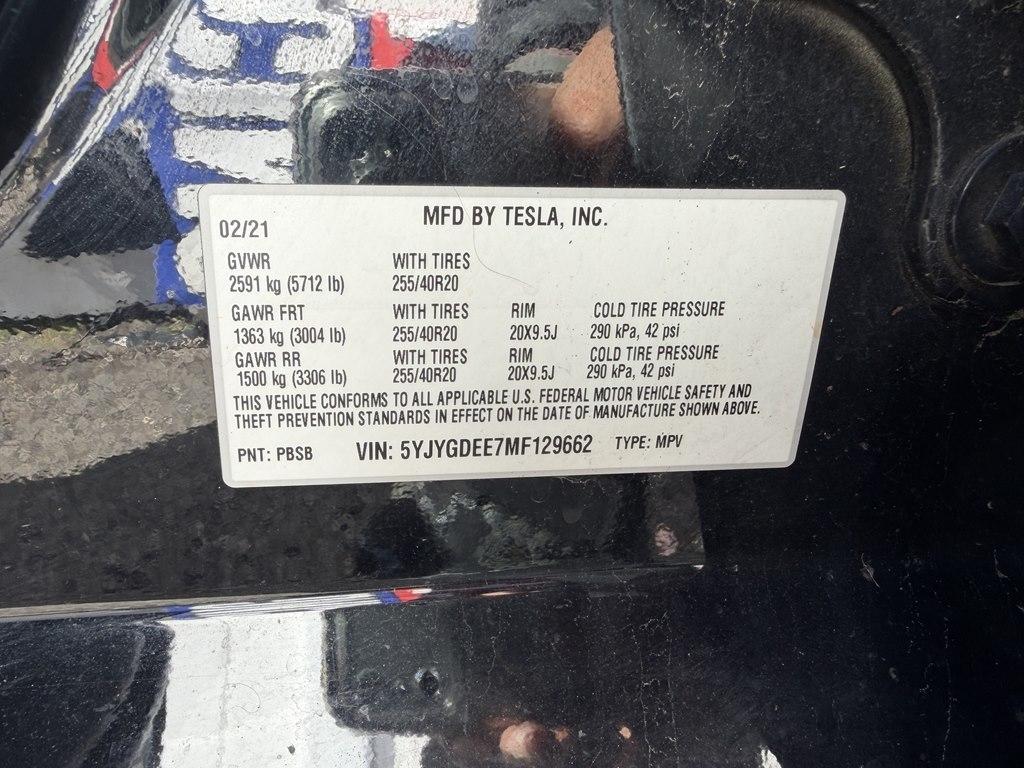 MFD BY TESLA, INC.
02/21
GVWR WITH TIRES
2591 kg (5712 lb) 255/40R20
GAWR FRT WITH TIRES RIM COLD TIRE PRESSURE
1363 kg (3004 lb) 255/40R20 20X9.5J 290 kPa, 42 psi
GAWR RR WITH TIRES RIM COLD TIRE PRESSURE
1500 kg (3306 lb) 255/40R20 20X9.5J 290 kPa, 42 psi
THIS VEHICLE CONFORMS TO ALL APPLICABLE U.S. FEDERAL MOTOR VEHICLE SAFETY AND
THEFT PREVENTION STANDARDS IN EFFECT ON THE DATE OF MANUFACTURE SHOWN ABOVE.
PNT: PBSB VIN: 5YJYGDEE7MF129662 TYPE: MPV